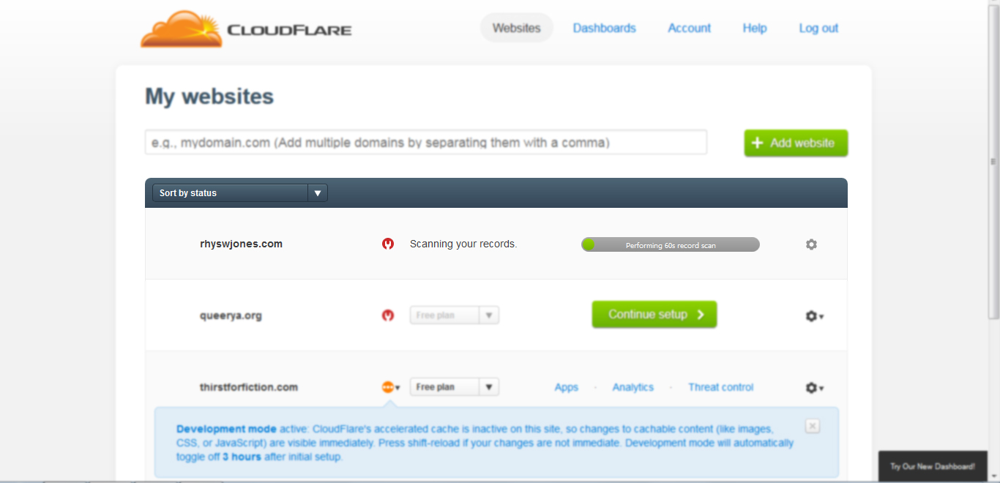 CLOUDFLARE
Websites Dashboards Account Help Log out
My websites
e.g., mydomain.com (Add multiple domains by separating them with a comma)
+ Add website
Sort by status
rhyswjones.com Scanning your records. Performing 60s record scan
queerya.org Free plan Continue setup
thirstforfiction.com Free plan Apps Analytics Threat control
Development mode active: CloudFlare's accelerated cache is inactive on this site, so changes to cachable content (like images,
CSS, or JavaScript) are visible immediately. Press shift-reload if your changes are not immediate. Development mode will automatically
toggle off 3 hours after initial setup.
Try Our New Dashboard!